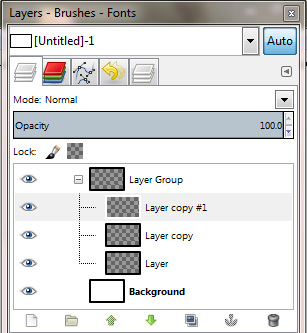 Layers - Brushes - Fonts
[Untitled]-1
Auto
Mode: Normal
Opacity 100.0
Lock:
Layer Group
Layer copy #1
Layer copy
Layer
Background